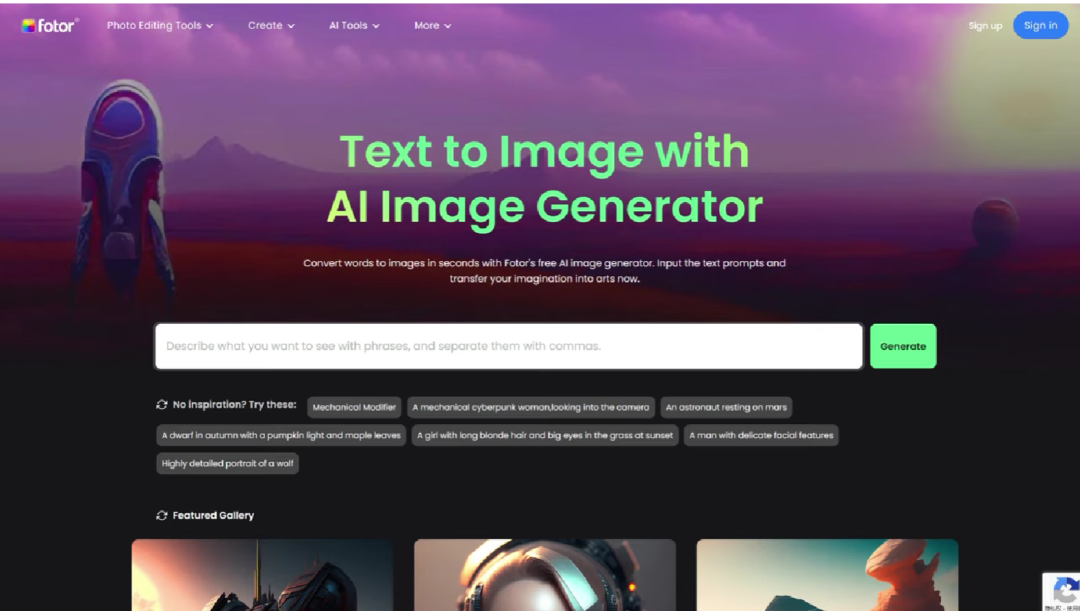 fotor
Photo Editing Tools
Create
AI Tools
More
Sign up
Sign in
Text to Image with
AI Image Generator
Convert words to images in seconds with Fotor's free AI image generator. Input the text prompts and
transfer your imagination into arts now.
Describe what you want to see with phrases, and separate them with commas.
Generate
No inspiration? Try these:
Mechanical Modifier
A mechanical cyberpunk woman,looking into the camera
An astronaut resting on mars
A dwarf in autumn with a pumpkin light and maple leaves
A girl with long blonde hair and big eyes in the grass at sunset
A man with delicate facial features
Highly detailed portrait of a wolf
Featured Gallery